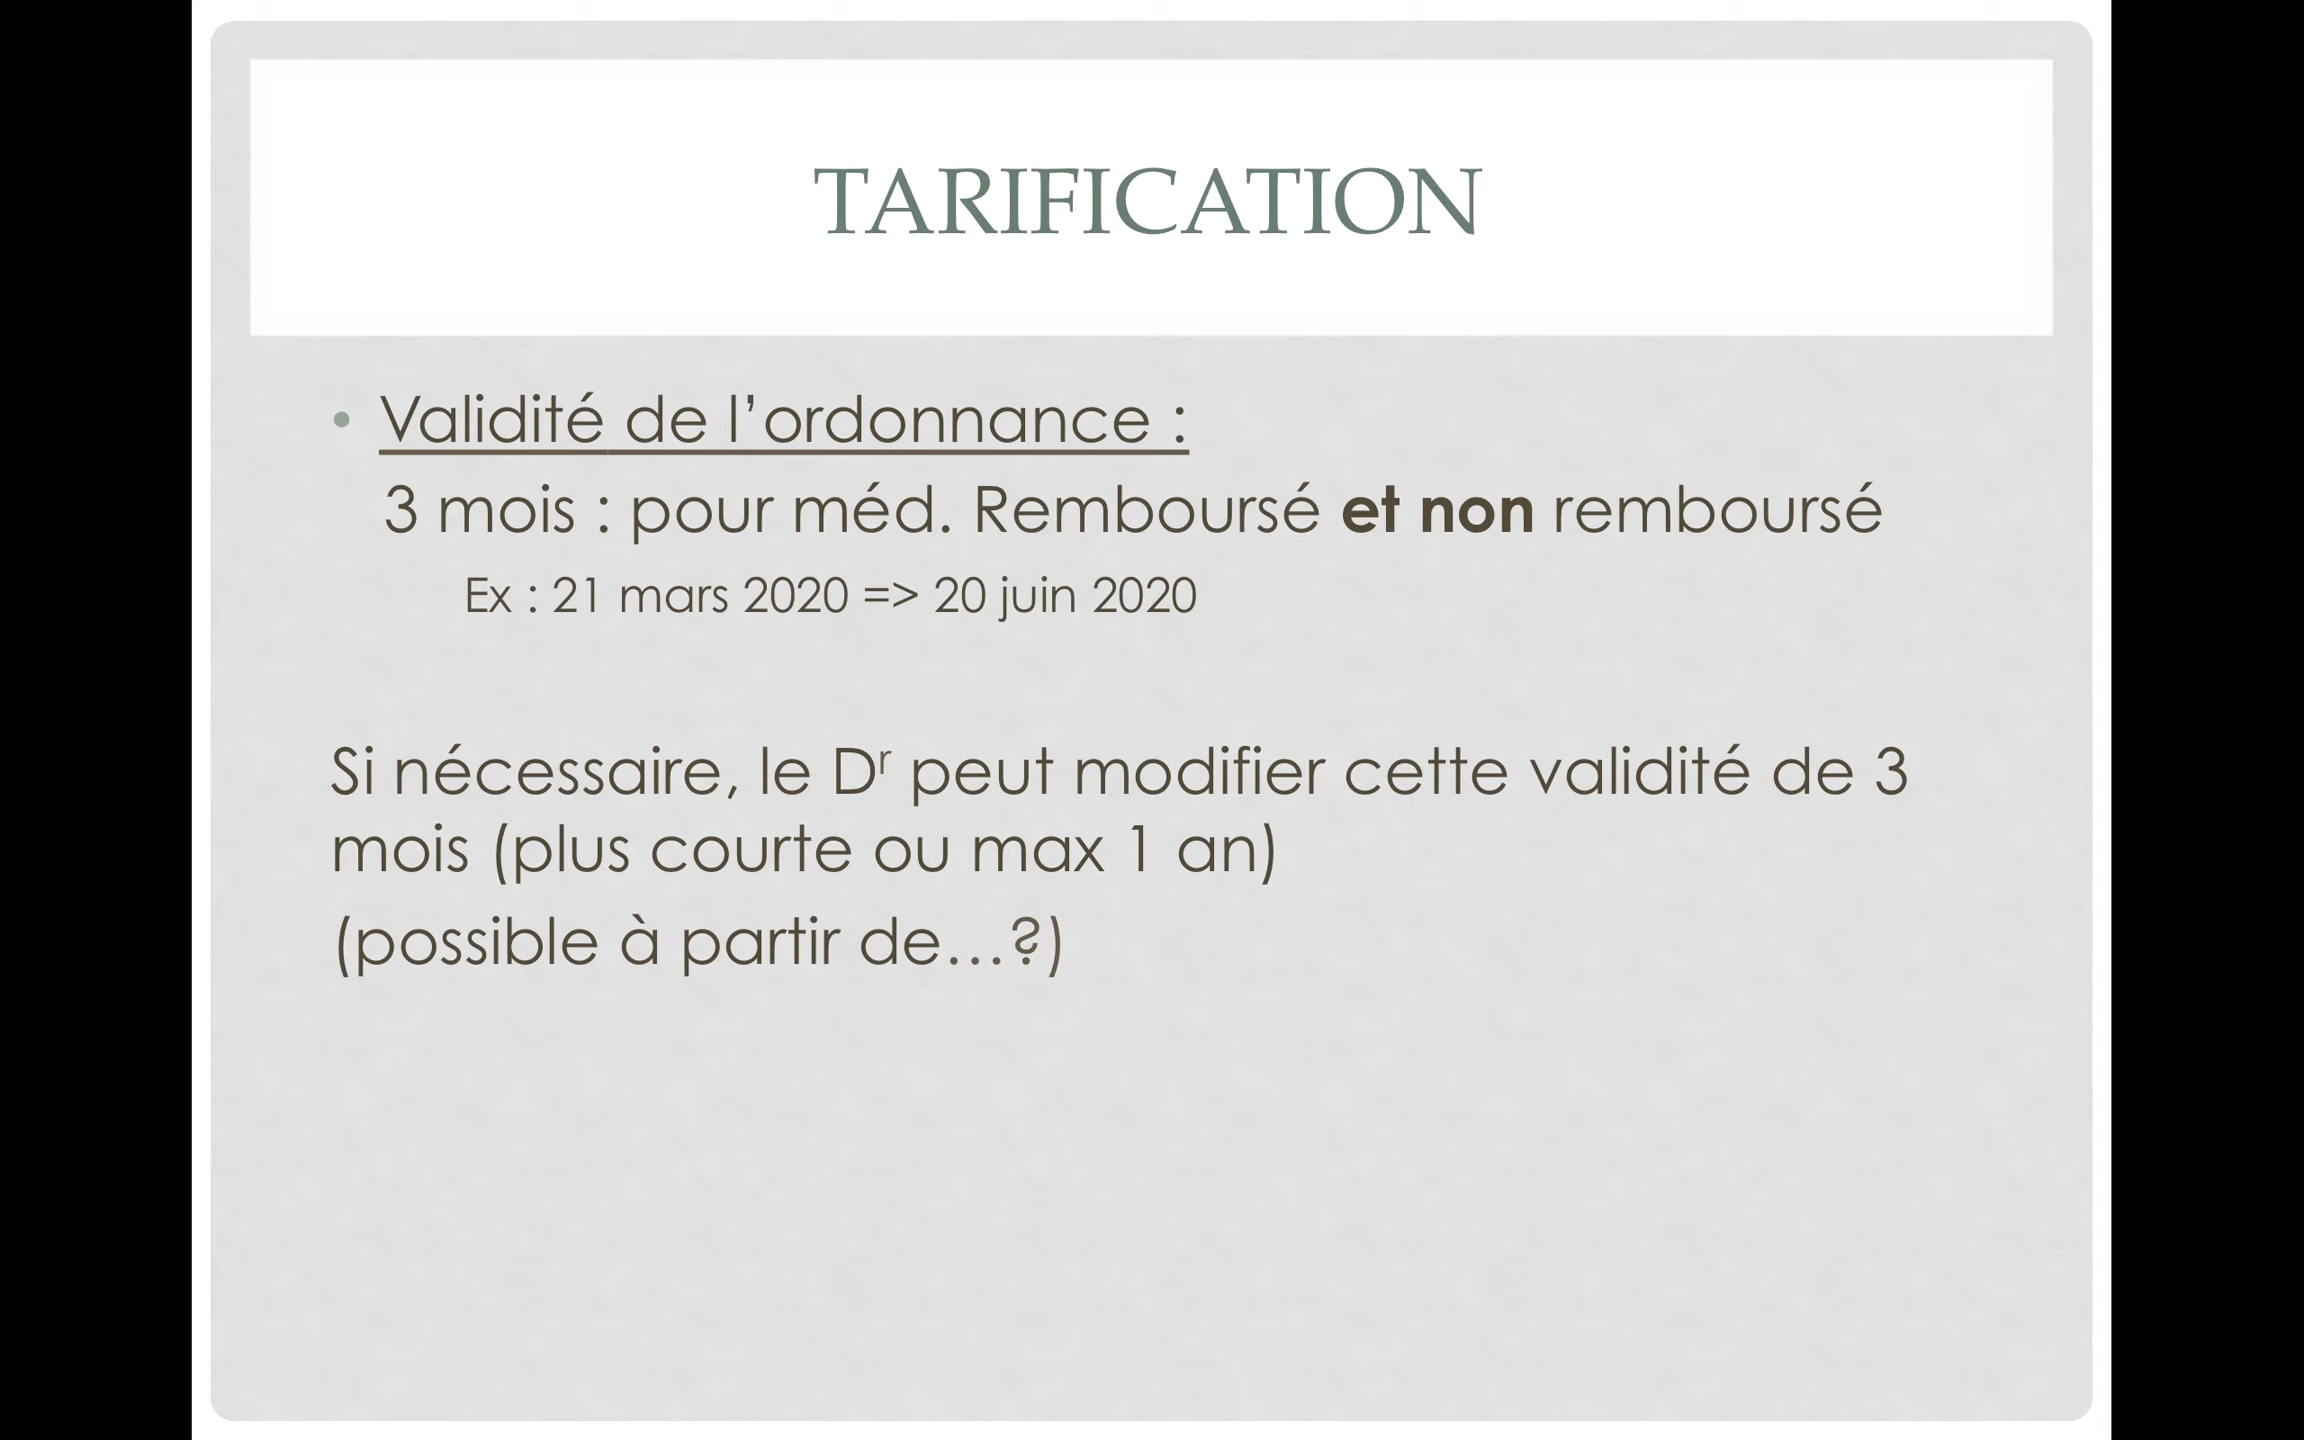 TARIFICATION
• Validité de l’ordonnance :
3 mois : pour méd. Remboursé et non remboursé
Ex : 21 mars 2020 => 20 juin 2020
Si nécessaire, le Dr peut modifier cette validité de 3
mois (plus courte ou max 1 an)
(possible à partir de…?)